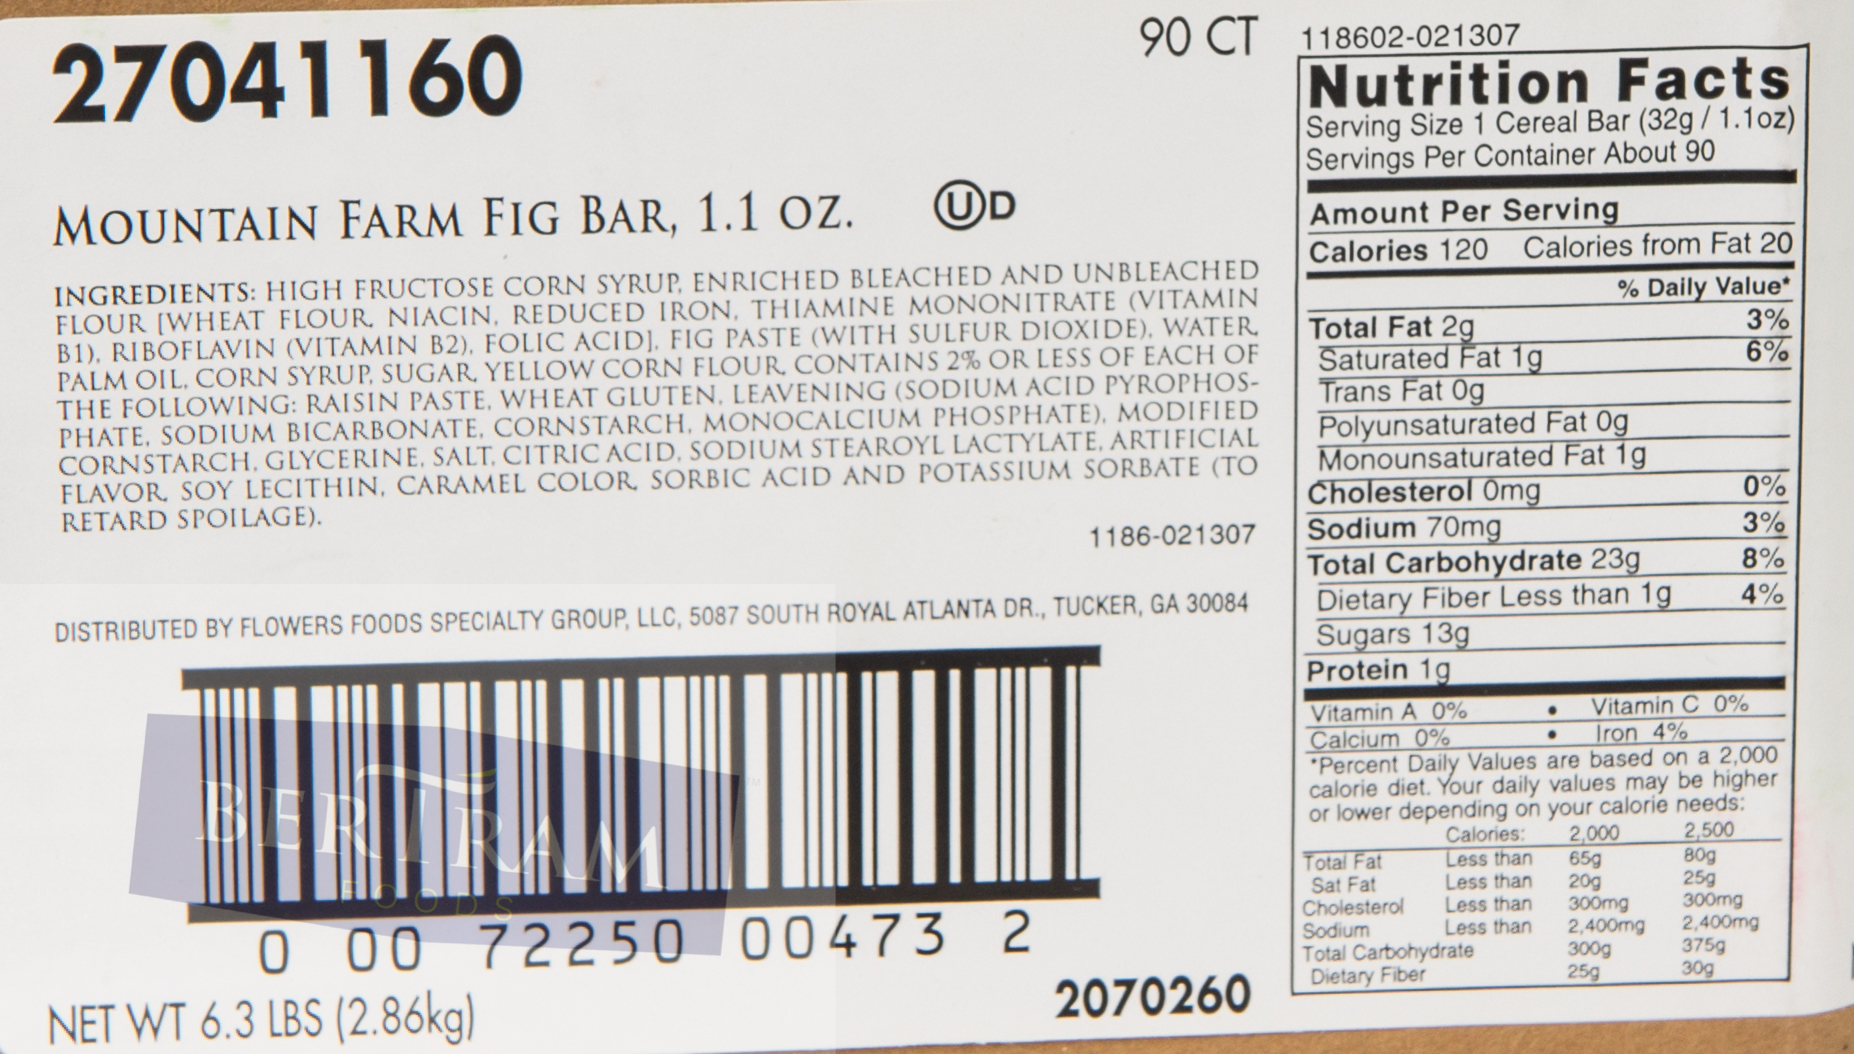 27041160
90 CT
MOUNTAIN FARM FIG BAR, 1.1 OZ.
U D
INGREDIENTS: HIGH FRUCTOSE CORN SYRUP, ENRICHED BLEACHED AND UNBLEACHED
FLOUR [WHEAT FLOUR, NIACIN, REDUCED IRON, THIAMINE MONONITRATE (VITAMIN
B1), RIBOFLAVIN (VITAMIN B2), FOLIC ACID], FIG PASTE (WITH SULFUR DIOXIDE), WATER,
PALM OIL, CORN SYRUP, SUGAR, YELLOW CORN FLOUR, CONTAINS 2% OR LESS OF EACH OF
THE FOLLOWING: RAISIN PASTE, WHEAT GLUTEN, LEAVENING (SODIUM ACID PYROPHOS-
PHATE, SODIUM BICARBONATE, CORNSTARCH, MONOCALCIUM PHOSPHATE), MODIFIED
CORNSTARCH, GLYCERINE, SALT, CITRIC ACID, SODIUM STEAROYL LACTYLATE, ARTIFICIAL
FLAVOR, SOY LECITHIN, CARAMEL COLOR, SORBIC ACID AND POTASSIUM SORBATE (TO
RETARD SPOILAGE).
1186-021307
DISTRIBUTED BY FLOWERS FOODS SPECIALTY GROUP, LLC, 5087 SOUTH ROYAL ATLANTA DR., TUCKER, GA 30084
BERTRAM TM
FOODS
0 00 72250 00473 2
2070260
NET WT 6.3 LBS (2.86kg)
118602-021307
Nutrition Facts
Serving Size 1 Cereal Bar (32g / 1.1oz)
Servings Per Container About 90
Amount Per Serving
Calories 120 Calories from Fat 20
% Daily Value*
Total Fat 2g 3%
Saturated Fat 1g 6%
Trans Fat 0g
Polyunsaturated Fat 0g
Monounsaturated Fat 1g
Cholesterol 0mg 0%
Sodium 70mg 3%
Total Carbohydrate 23g 8%
Dietary Fiber Less than 1g 4%
Sugars 13g
Protein 1g
Vitamin A 0% • Vitamin C 0%
Calcium 0% • Iron 4%
*Percent Daily Values are based on a 2,000
calorie diet. Your daily values may be higher
or lower depending on your calorie needs:
Calories: 2,000 2,500
Total Fat Less than 65g 80g
Sat Fat Less than 20g 25g
Cholesterol Less than 300mg 300mg
Sodium Less than 2,400mg 2,400mg
Total Carbohydrate 300g 375g
Dietary Fiber 25g 30g